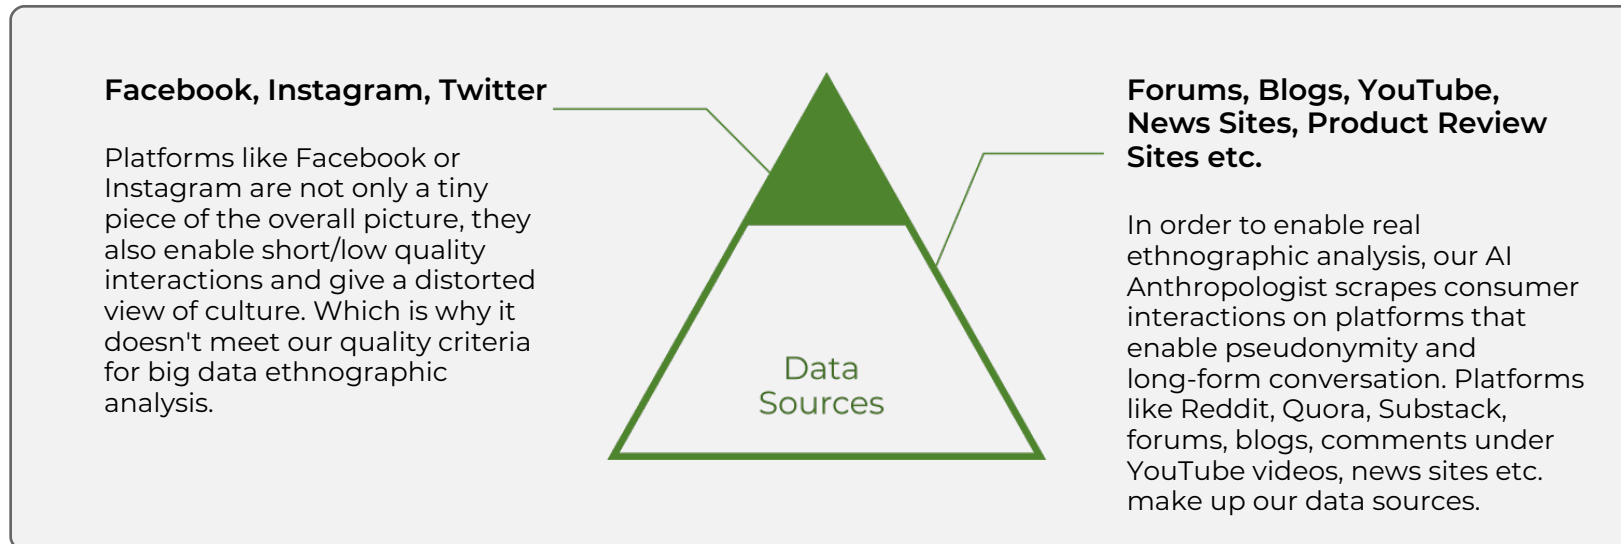 Facebook, Instagram, Twitter
Platforms like Facebook or
Instagram are not only a tiny
piece of the overall picture, they
also enable short/low quality
interactions and give a distorted
view of culture. Which is why it
doesn't meet our quality criteria
for big data ethnographic
analysis.
Data
Sources
Forums, Blogs, YouTube,
News Sites, Product Review
Sites etc.
In order to enable real
ethnographic analysis, our AI
Anthropologist scrapes consumer
interactions on platforms that
enable pseudonymity and
long-form conversation. Platforms
like Reddit, Quora, Substack,
forums, blogs, comments under
YouTube videos, news sites etc.
make up our data sources.